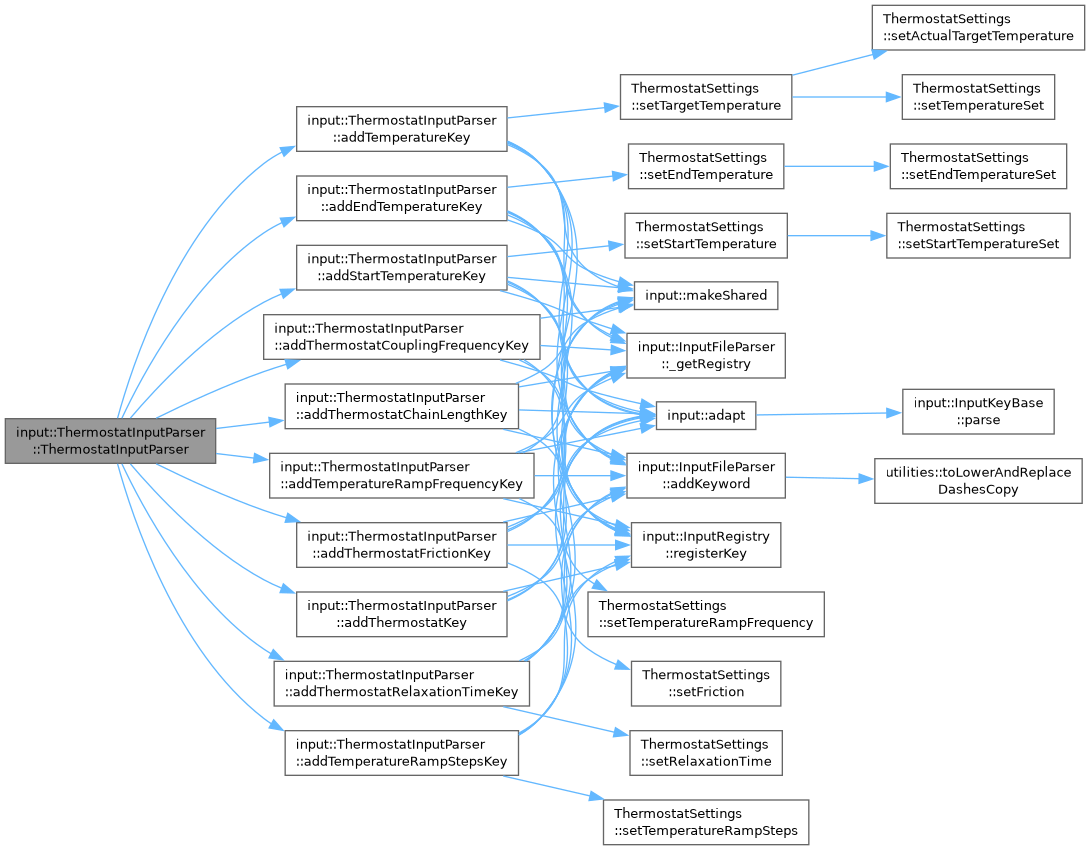 input::ThermostatInputParser
::ThermostatInputParser
input::ThermostatInputParser
::addTemperatureKey
input::ThermostatInputParser
::addEndTemperatureKey
input::ThermostatInputParser
::addStartTemperatureKey
input::ThermostatInputParser
::addThermostatCouplingFrequencyKey
input::ThermostatInputParser
::addThermostatChainLengthKey
input::ThermostatInputParser
::addTemperatureRampFrequencyKey
input::ThermostatInputParser
::addThermostatFrictionKey
input::ThermostatInputParser
::addThermostatKey
input::ThermostatInputParser
::addThermostatRelaxationTimeKey
input::ThermostatInputParser
::addTemperatureRampStepsKey
ThermostatSettings
::setTargetTemperature
ThermostatSettings
::setEndTemperature
ThermostatSettings
::setStartTemperature
input::makeShared
input::InputFileParser
::_getRegistry
input::adapt
input::InputFileParser
::addKeyword
input::InputRegistry
::registerKey
ThermostatSettings
::setTemperatureRampFrequency
ThermostatSettings
::setFriction
ThermostatSettings
::setRelaxationTime
ThermostatSettings
::setTemperatureRampSteps
ThermostatSettings
::setActualTargetTemperature
ThermostatSettings
::setTemperatureSet
ThermostatSettings
::setEndTemperatureSet
ThermostatSettings
::setStartTemperatureSet
input::InputKeyBase
::parse
utilities::toLowerAndReplace
DashesCopy